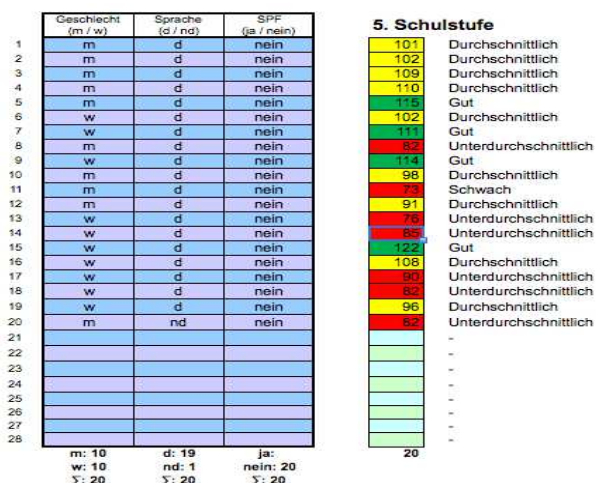 Geschlecht Sprache SPF
(m / w) (d / nd) (ja / nein)
5. Schulstufe
1 m d nein 101 Durchschnittlich
2 m d nein 102 Durchschnittlich
3 m d nein 109 Durchschnittlich
4 m d nein 110 Durchschnittlich
5 m d nein 115 Gut
6 w d nein 102 Durchschnittlich
7 w d nein 111 Gut
8 m d nein 82 Unterdurchschnittlich
9 w d nein 114 Gut
10 m d nein 98 Durchschnittlich
11 m d nein 73 Schwach
12 m d nein 91 Durchschnittlich
13 w d nein 76 Unterdurchschnittlich
14 w d nein 85 Unterdurchschnittlich
15 w d nein 122 Gut
16 w d nein 108 Durchschnittlich
17 w d nein 90 Unterdurchschnittlich
18 w d nein 82 Unterdurchschnittlich
19 w d nein 96 Durchschnittlich
20 m nd nein 82 Unterdurchschnittlich
21 -
22 -
23 -
24 -
25 -
26 -
27 -
28 -
m: 10 d: 19 ja: 20
w: 10 nd: 1 nein: 20
Σ: 20 Σ: 20 Σ: 20